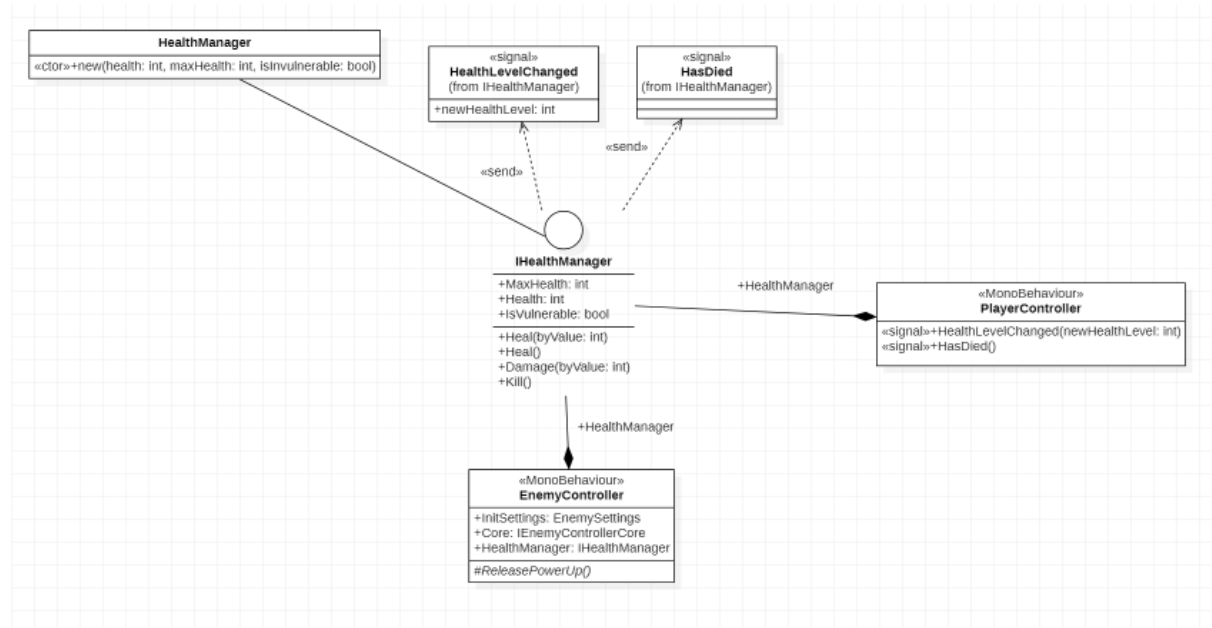 HealthManager
«ctor»+new(health: int, maxHealth: int, isInvulnerable: bool)
«signal»
HealthLevelChanged
(from IHealthManager)
+newHealthLevel: int
«signal»
HasDied
(from IHealthManager)
«send»
«send»
IHealthManager
+MaxHealth: int
+Health: int
+IsVulnerable: bool
+Heal(byValue: int)
+Heal()
+Damage(byValue: int)
+Kill()
+HealthManager
«MonoBehaviour»
PlayerController
«signal»+HealthLevelChanged(newHealthLevel: int)
«signal»+HasDied()
+HealthManager
«MonoBehaviour»
EnemyController
+InitSettings: EnemySettings
+Core: IEnemyControllerCore
+HealthManager: IHealthManager
#ReleasePowerUp()